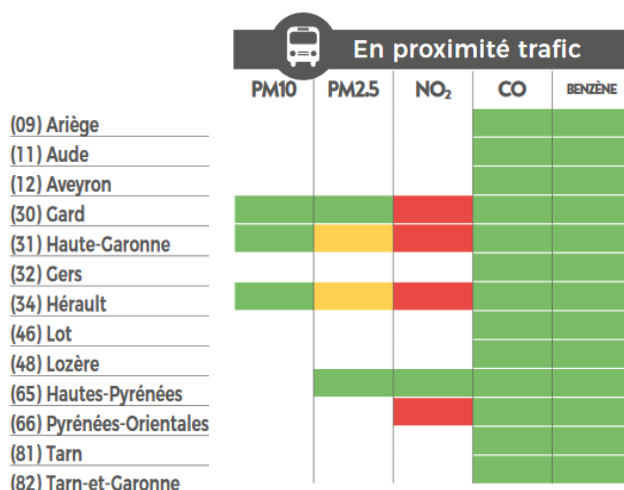 En proximité trafic
PM10 PM2.5 NO₂ CO BENZÈNE
(09) Ariège
(11) Aude
(12) Aveyron
(30) Gard
(31) Haute-Garonne
(32) Gers
(34) Hérault
(46) Lot
(48) Lozère
(65) Hautes-Pyrénées
(66) Pyrénées-Orientales
(81) Tarn
(82) Tarn-et-Garonne